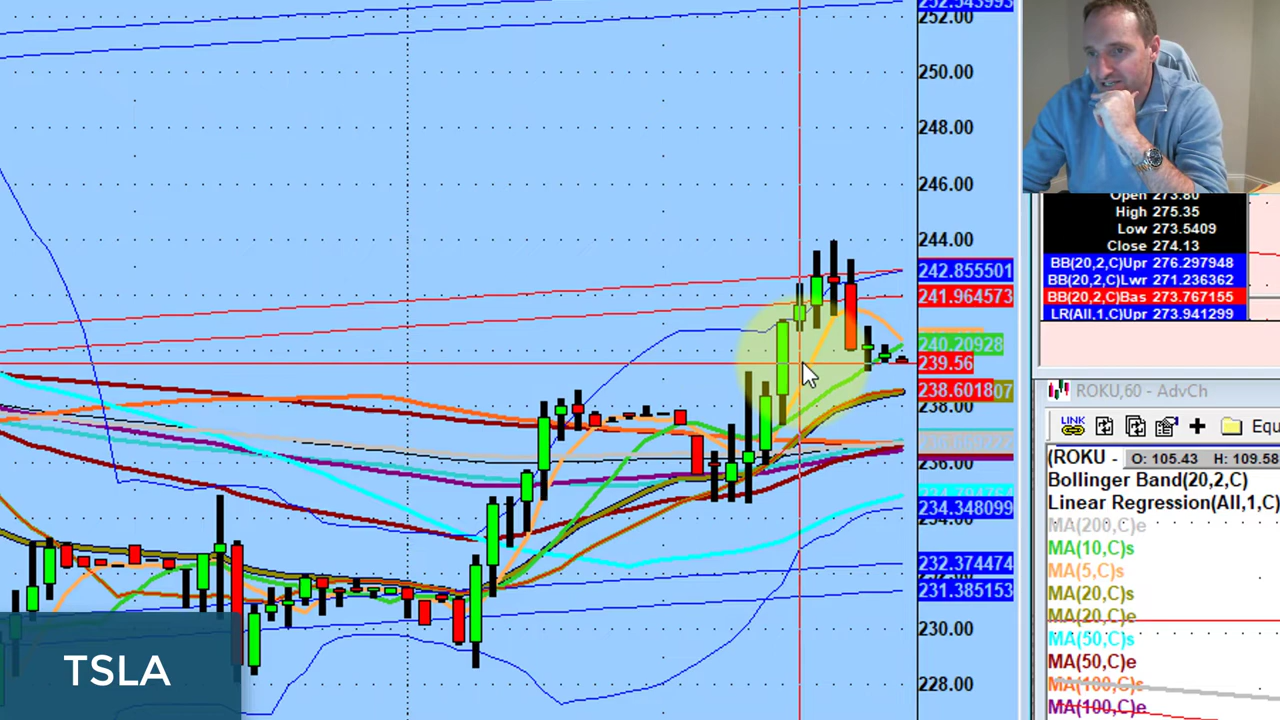 252.543993
252.00
250.00
248.00
246.00
244.00
242.855501
241.964573
240.20928
239.56
238.601807
238.00
236.00
234.348099
232.374474
231.385153
230.00
228.00
TSLA
Open 273.80
High 275.35
Low 273.5409
Close 274.13
BB(20,2,C)Upr 276.297948
BB(20,2,C)Lwr 271.236362
BB(20,2,C)Bas 273.767155
LR(All,1,C)Upr 273.941299
ROKU,60 - AdvCh
LINK
Equ
(ROKU - O: 105.43 H: 109.58
Bollinger Band(20,2,C)
Linear Regression(All,1,C)
MA(200,C)e
MA(10,C)s
MA(5,C)s
MA(20,C)s
MA(20,C)e
MA(50,C)s
MA(50,C)e
MA(100,C)s
MA(100,C)e